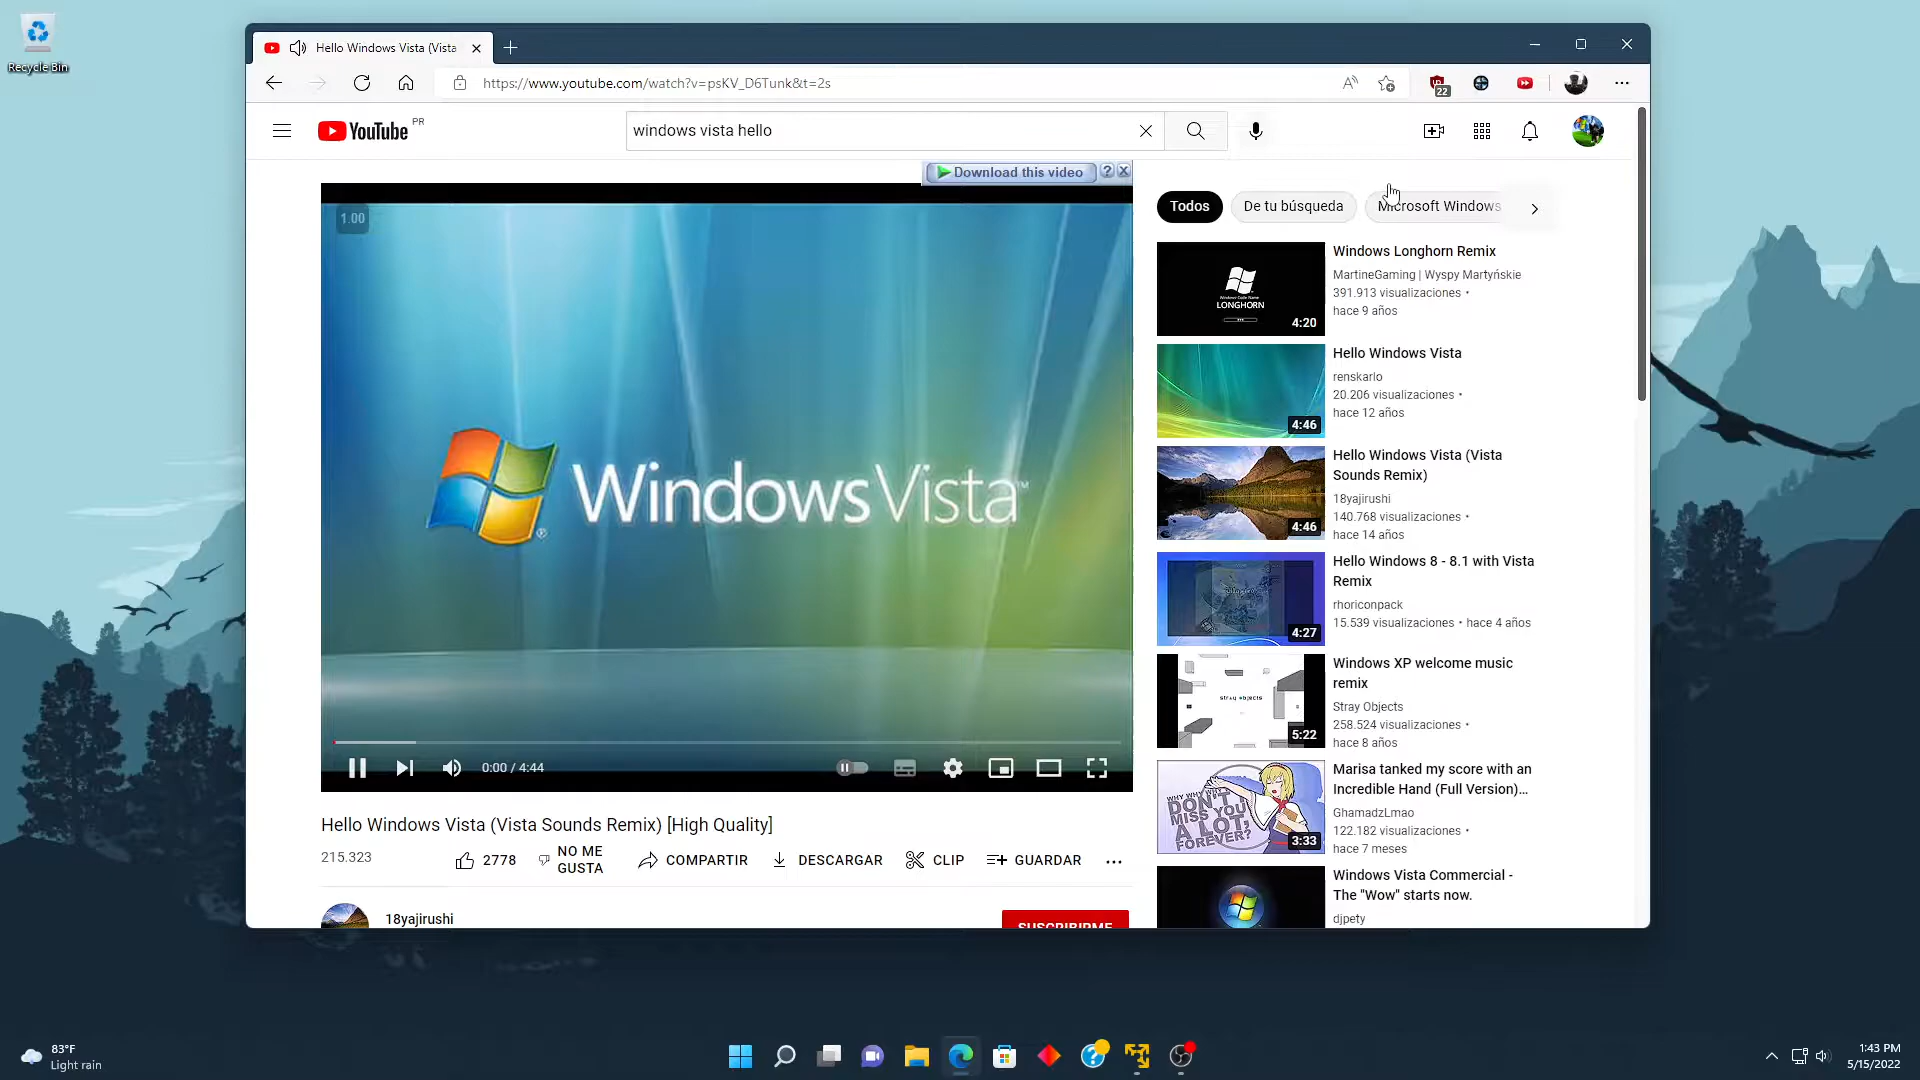 Recycle Bin
Hello Windows Vista (Vista
https://www.youtube.com/watch?v=psKV_D6Tunk&t=2s
22
YouTube PR
windows vista hello
Download this video ?
1.00
Windows Vista™
®
0:00 / 4:44
Hello Windows Vista (Vista Sounds Remix) [High Quality]
215.323
2778
NO ME
GUSTA
COMPARTIR
DESCARGAR
CLIP
GUARDAR
18yajirushi
SUSCRIBIRME
Todos
De tu búsqueda
Microsoft Windows
LONGHORN
4:20
Windows Longhorn Remix
MartineGaming | Wyspy Martyńskie
391.913 visualizaciones •
hace 9 años
4:46
Hello Windows Vista
renskarlo
20.206 visualizaciones •
hace 12 años
4:46
Hello Windows Vista (Vista
Sounds Remix)
18yajirushi
140.768 visualizaciones •
hace 14 años
4:27
Hello Windows 8 - 8.1 with Vista
Remix
rhoriconpack
15.539 visualizaciones • hace 4 años
stray objects
5:22
Windows XP welcome music
remix
Stray Objects
258.524 visualizaciones •
hace 8 años
WHY WHY WHY
DON'T I
MISS YOU
A LOT,
FOREVER?
3:33
Marisa tanked my score with an
Incredible Hand (Full Version)...
GhamadzLmao
122.182 visualizaciones •
hace 7 meses
Windows Vista Commercial -
The "Wow" starts now.
djpety
83°F
Light rain
1:43 PM
5/15/2022